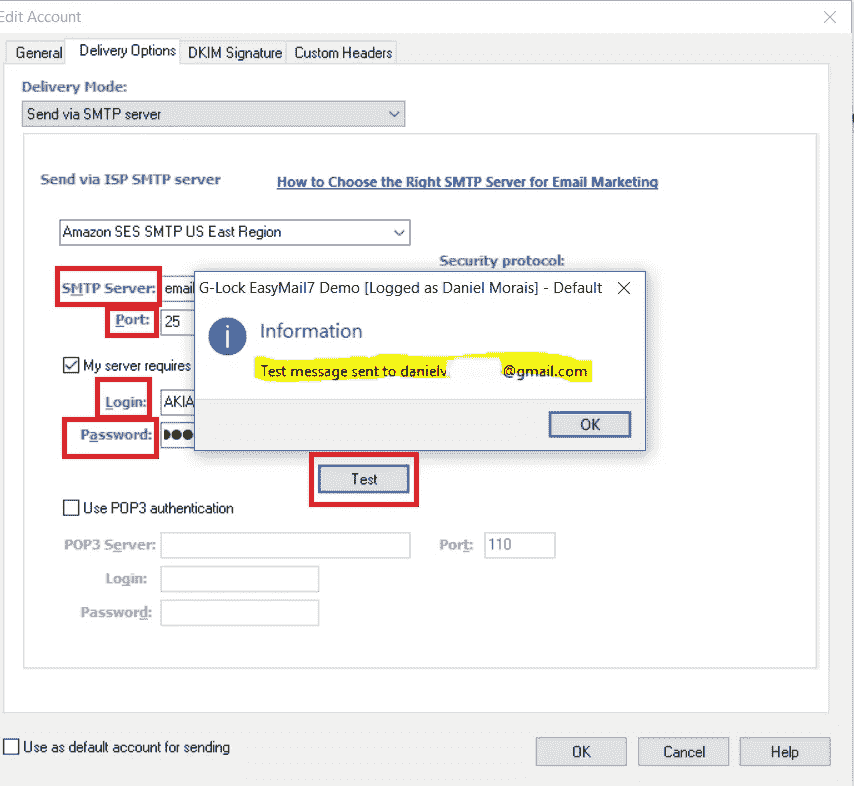 Edit Account
General Delivery Options DKIM Signature Custom Headers
Delivery Mode:
Send via SMTP server
Send via ISP SMTP server How to Choose the Right SMTP Server for Email Marketing
Amazon SES SMTP US East Region
Security protocol:
SMTP Server: email
G-Lock EasyMail7 Demo [Logged as Daniel Morais] - Default
Port: 25
Information
Test message sent to danielv @gmail.com
My server requires
Login: AKIA
Password:
OK
Test
Use POP3 authentication
POP3 Server: Port: 110
Login:
Password:
Use as default account for sending
OK Cancel Help